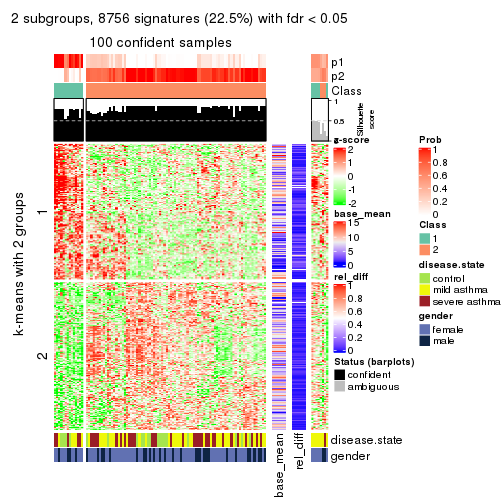 2 subgroups, 8756 signatures (22.5%) with fdr < 0.05
100 confident samples
p1
p2
Class
1
0.5
0
Silhouette
score
k-means with 2 groups
1
2
z-score
2
1
0
-1
-2
base_mean
15
10
5
0
rel_diff
1
0.8
0.6
0.4
0.2
0
Status (barplots)
confident
ambiguous
Prob
1
0.8
0.6
0.4
0.2
0
Class
1
2
disease.state
control
mild asthma
severe asthma
gender
female
male
disease.state
gender
base_mean
rel_diff